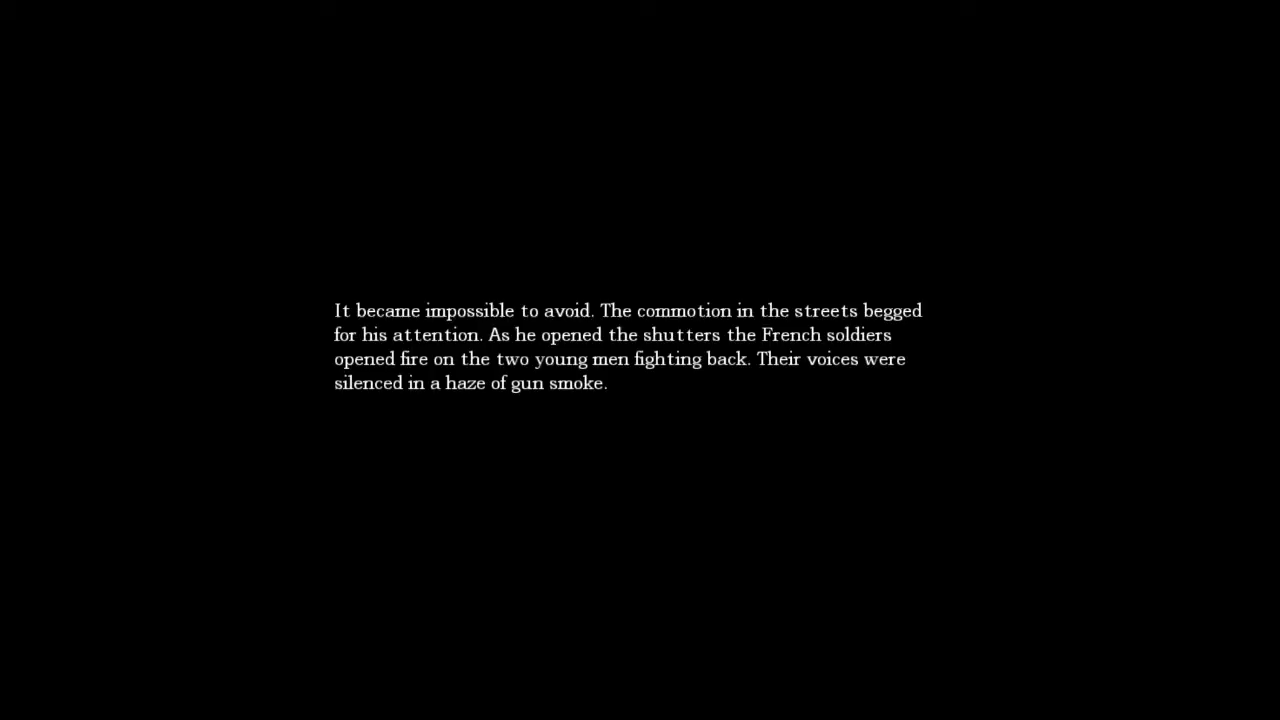 It became impossible to avoid. The commotion in the streets begged
for his attention. As he opened the shutters the French soldiers
opened fire on the two young men fighting back. Their voices were
silenced in a haze of gun smoke.